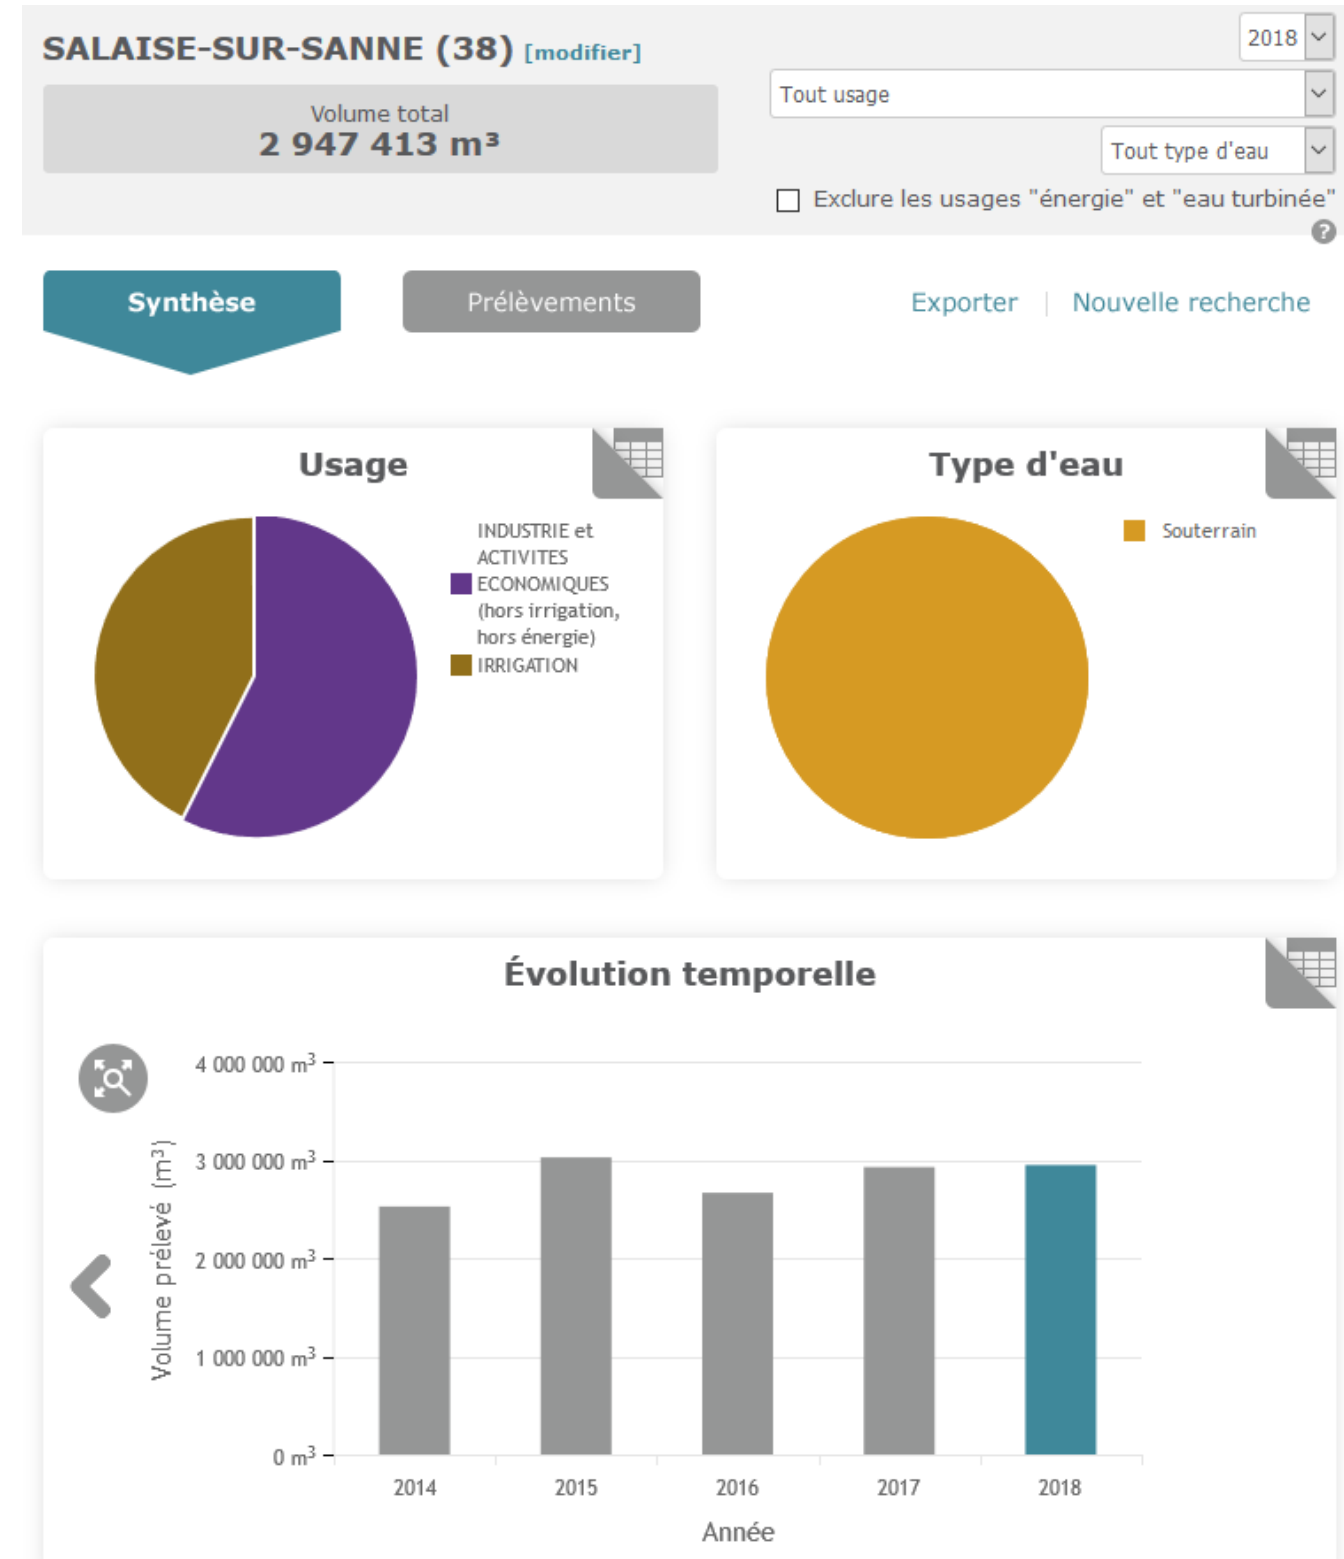 SALAISE-SUR-SANNE (38) [modifier]
2018
Volume total
2 947 413 m³
Tout usage
Tout type d'eau
Exclure les usages "énergie" et "eau turbinée"
?
Synthèse
Prélèvements
Exporter
Nouvelle recherche
Usage
INDUSTRIE et
ACTIVITES
ECONOMIQUES
(hors irrigation,
hors énergie)
IRRIGATION
Type d'eau
Souterrain
Évolution temporelle
Volume prélevé (m³)
4 000 000 m³
3 000 000 m³
2 000 000 m³
1 000 000 m³
0 m³
2014
2015
2016
2017
2018
Année